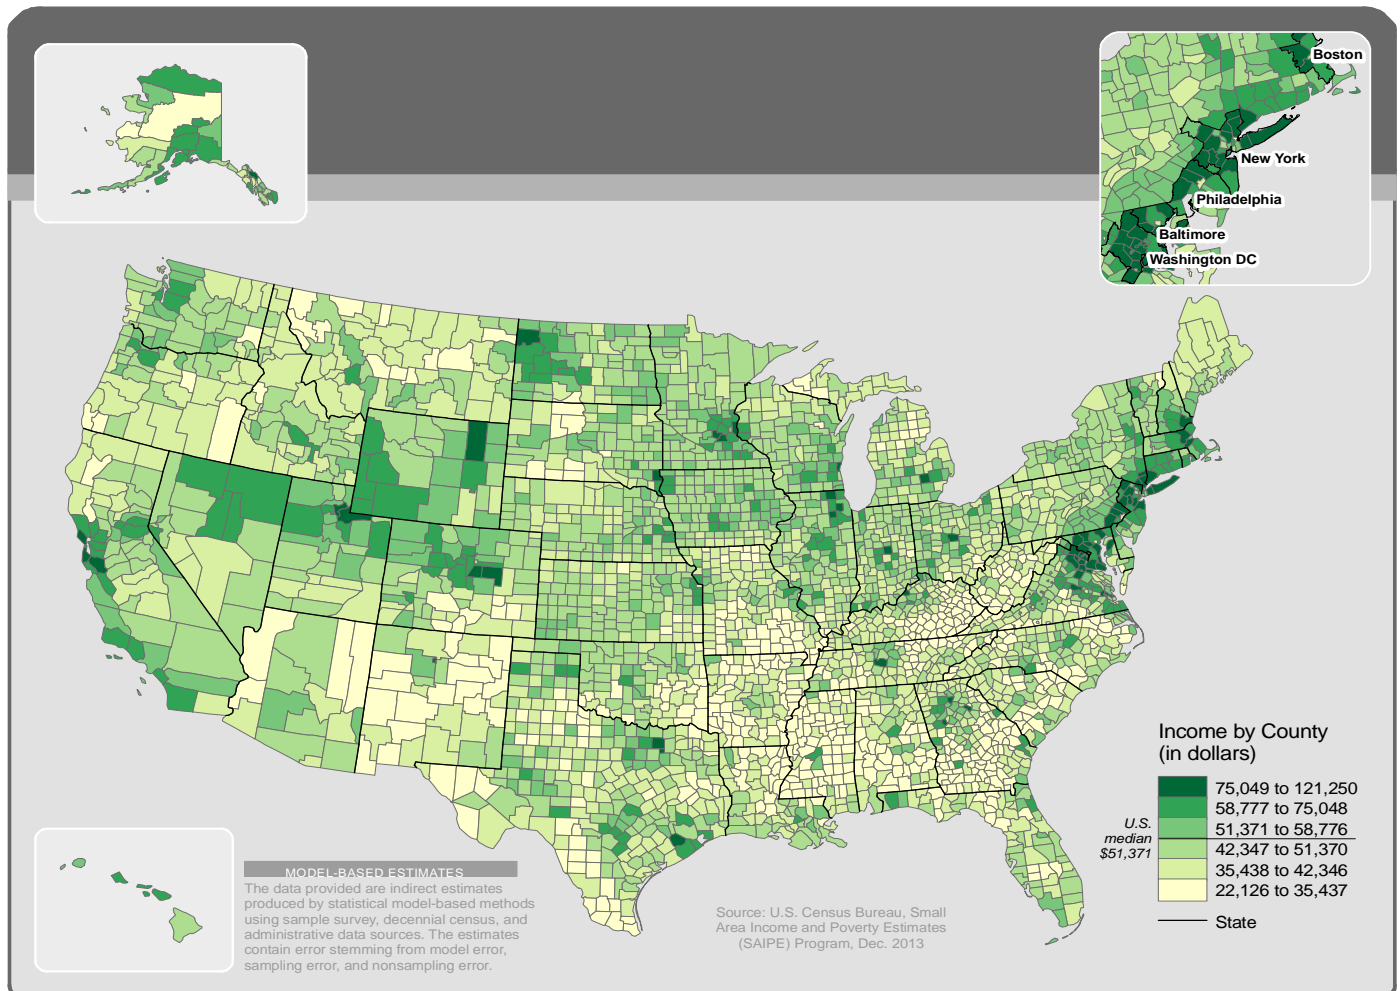 Boston
New York
Philadelphia
Baltimore
Washington DC
Income by County
(in dollars)
75,049 to 121,250
58,777 to 75,048
51,371 to 58,776
42,347 to 51,370
35,438 to 42,346
22,126 to 35,437
U.S.
median
$51,371
State
MODEL-BASED ESTIMATES
The data provided are indirect estimates
produced by statistical model-based methods
using sample survey, decennial census, and
administrative data sources. The estimates
contain error stemming from model error,
sampling error, and nonsampling error.
Source: U.S. Census Bureau, Small
Area Income and Poverty Estimates
(SAIPE) Program, Dec. 2013